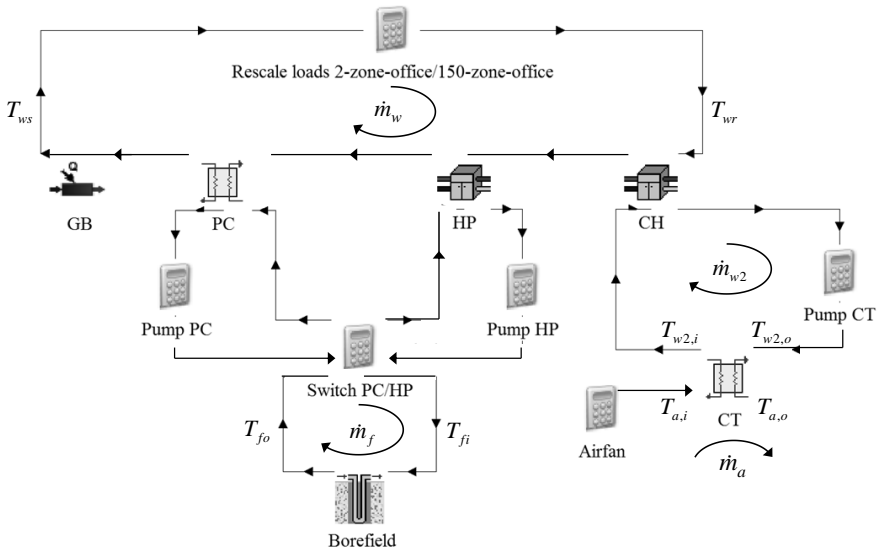 Rescale loads 2-zone-office/150-zone-office
T_ws
ṁ_w
T_wr
Q
GB
PC
HP
CH
ṁ_w2
Pump PC
Pump HP
Pump CT
T_w2,i
T_w2,o
Switch PC/HP
T_a,i
CT
T_a,o
T_fo
ṁ_f
T_fi
Airfan
ṁ_a
Borefield